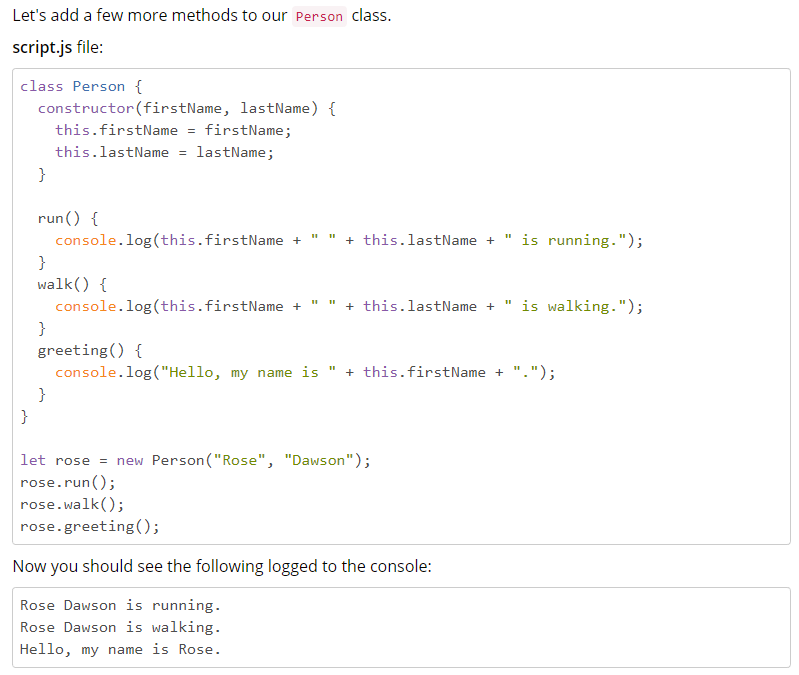 Let's add a few more methods to our Person class.
script.js file:
class Person {
  constructor(firstName, lastName) {
    this.firstName = firstName;
    this.lastName = lastName;
  }

  run() {
    console.log(this.firstName + " " + this.lastName + " is running.");
  }
  walk() {
    console.log(this.firstName + " " + this.lastName + " is walking.");
  }
  greeting() {
    console.log("Hello, my name is " + this.firstName + ".");
  }
}

let rose = new Person("Rose", "Dawson");
rose.run();
rose.walk();
rose.greeting();
Now you should see the following logged to the console:
Rose Dawson is running.
Rose Dawson is walking.
Hello, my name is Rose.